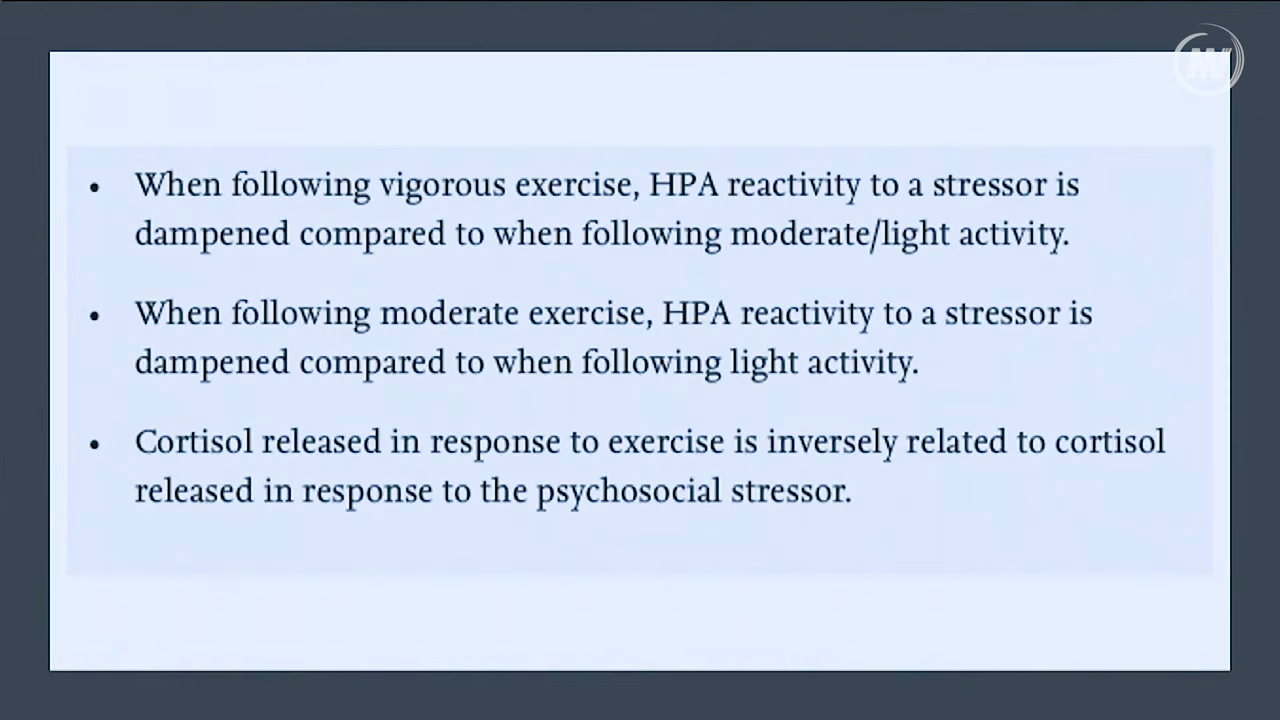 • When following vigorous exercise, HPA reactivity to a stressor is
dampened compared to when following moderate/light activity.
• When following moderate exercise, HPA reactivity to a stressor is
dampened compared to when following light activity.
• Cortisol released in response to exercise is inversely related to cortisol
released in response to the psychosocial stressor.